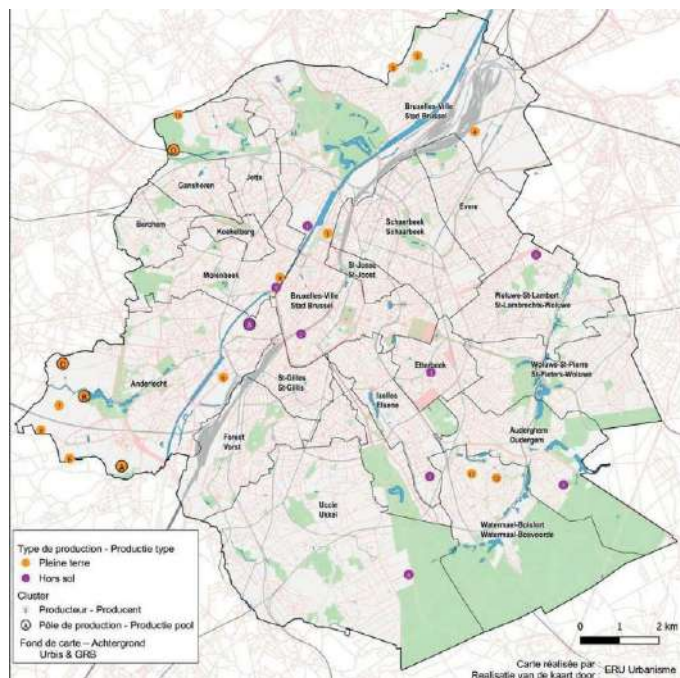 Bruxelles-Ville
Stad Brussel
Ganshoren
Jette
Evere
Berchem
Koekelberg
Schaerbeek
Schaarbeek
Molenbeek
St-Josse
St-Joost
Bruxelles-Ville
Stad Brussel
Woluwe-St-Lambert
St-Lambrechts-Woluwe
Anderlecht
St-Gilles
St-Gillis
Etterbeek
Woluwe-St-Pierre
St-Pieters-Woluwe
Ixelles
Elsene
Auderghem
Oudergem
Forest
Vorst
Uccle
Ukkel
Watermael-Boitsfort
Watermaal-Bosvoorde
Type de production - Productie type
Pleine terre
Hors sol
Cluster
Producteur - Producent
A Pôle de production - Productie pool
Fond de carte – Achtergrond
Urbis & GRB
0 1 2 km
Carte réalisée par :
Realisatie van de kaart door : ERU Urbanisme